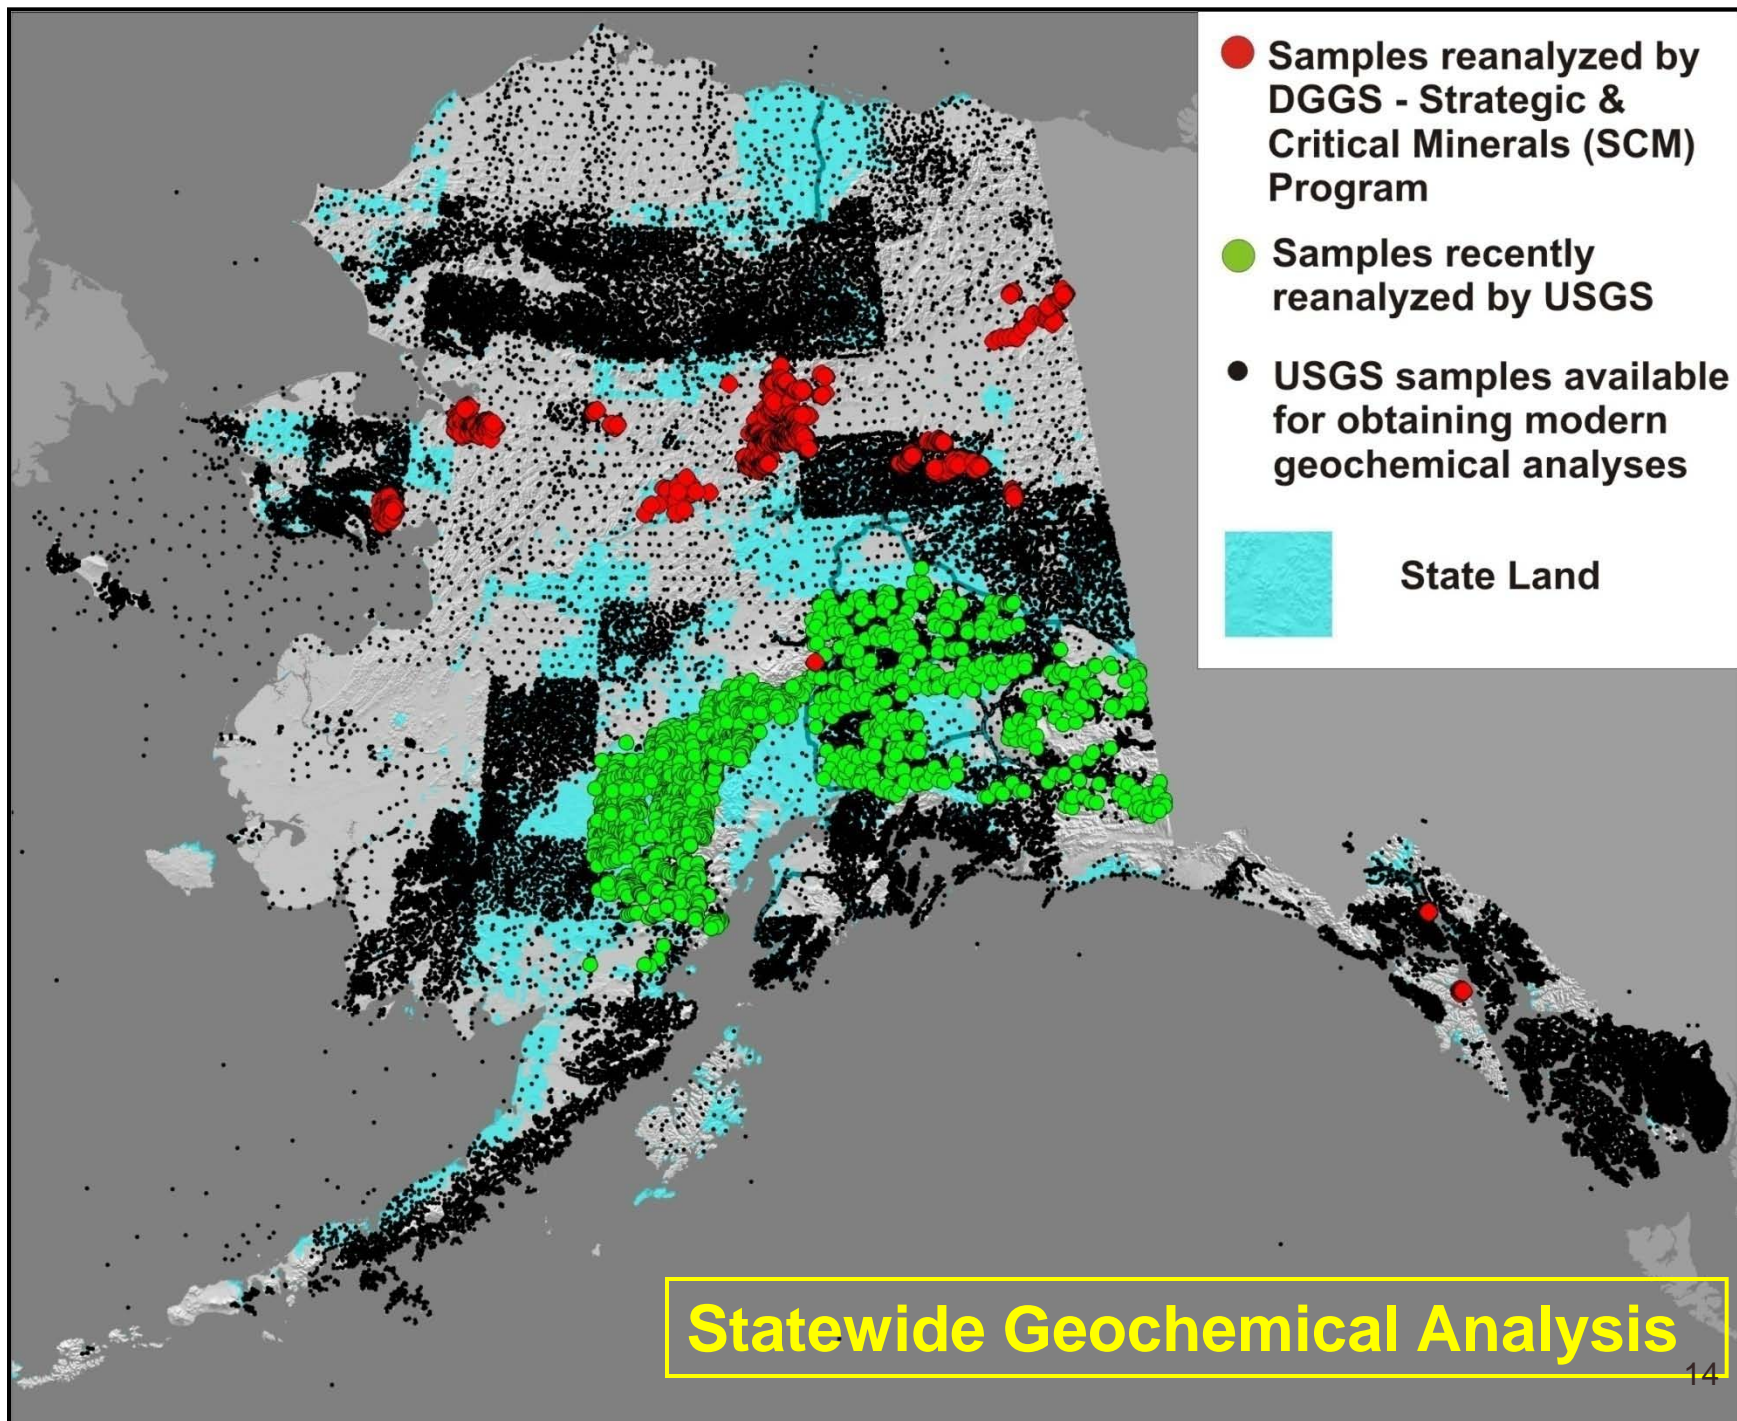 Samples reanalyzed by
DGGS - Strategic &
Critical Minerals (SCM)
Program
Samples recently
reanalyzed by USGS
USGS samples available
for obtaining modern
geochemical analyses
State Land
Statewide Geochemical Analysis
14